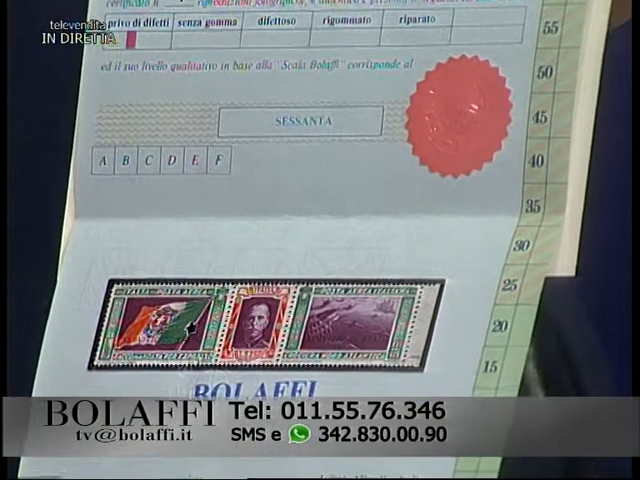 televendita
IN DIRETTA
privo di difetti senza gomma difettoso rigommato riparato
ed il suo livello qualitativo in base alla "Scala Bolaffi" corrisponde al
SESSANTA
A B C D E F
55
50
45
40
35
30
25
20
15
BOLAFFI
BOLAFFI Tel: 011.55.76.346
tv@bolaffi.it SMS e 342.830.00.90